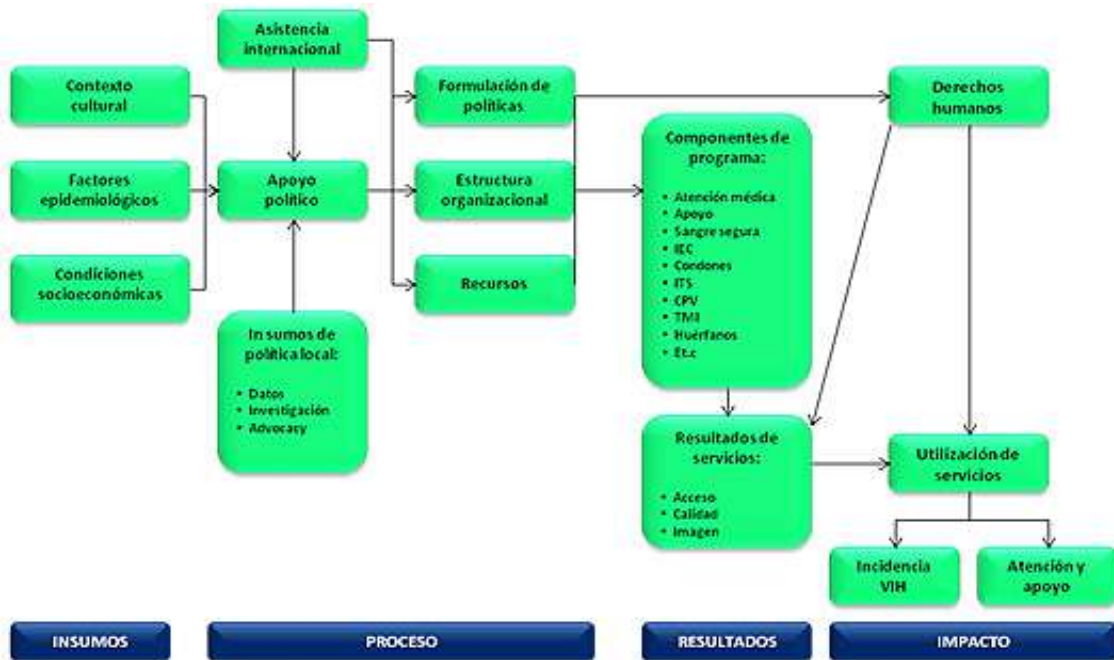 Asistencia
internacional
Contexto
cultural
Factores
epidemiológicos
Condiciones
socioeconómicas
Apoyo
político
In sumos de
política local:
• Datos
• Investigación
• Advocacy
Formulación de
políticas
Estructura
organizacional
Recursos
Componentes de
programa:
• Atención médica
• Apoyo
• Sangre segura
• IEC
• Condones
• ITS
• CPV
• TMI
• Huérfanos
• Et.c
Resultados de
servicios:
• Acceso
• Calidad
• Imagen
Derechos
humanos
Utilización de
servicios
Incidencia
VIH
Atención y
apoyo
INSUMOS
PROCESO
RESULTADOS
IMPACTO